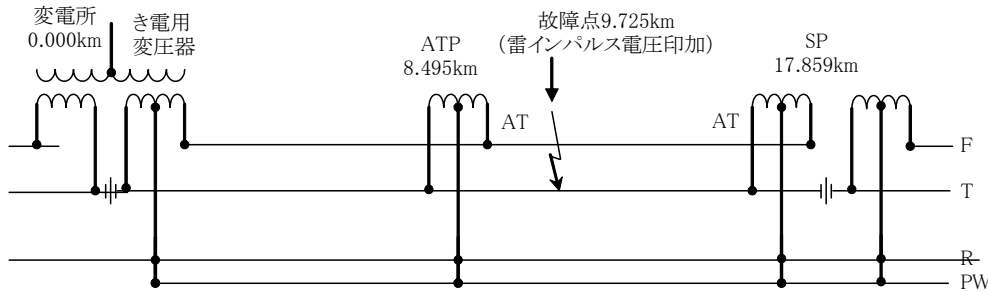 変電所
0.000km
き電用
変圧器
ATP
8.495km
故障点9.725km
（雷インパルス電圧印加）
SP
17.859km
AT
AT
F
T
R
PW